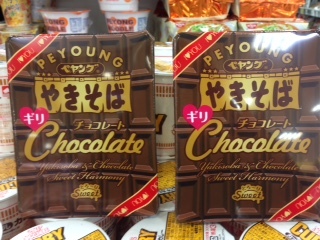 PEYOUNG
ペヤング
やきそば
ギリ
チョコレート
Chocolate
Yakisoba & Chocolate
Sweet Harmony
Sweet
PEYOUNG
ペヤング
やきそば
ギリ
チョコレート
Chocolate
Yakisoba & Chocolate
Sweet Harmony
Sweet